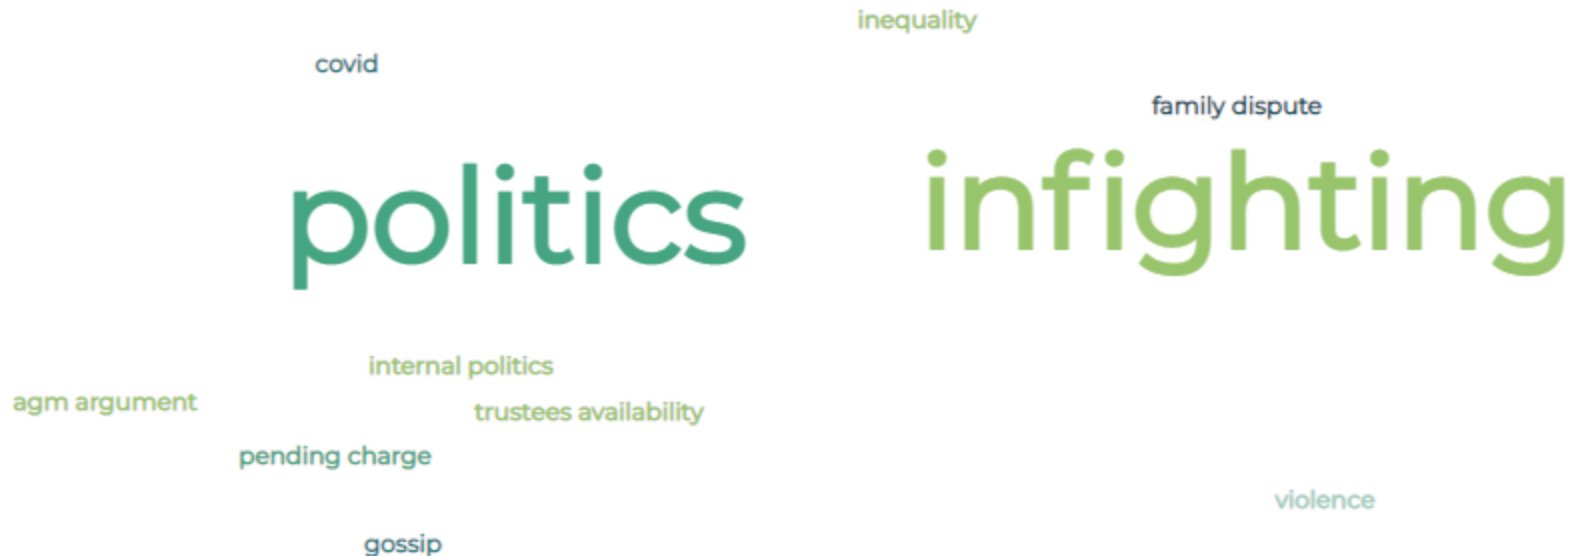 inequality
covid
family dispute
politics
infighting
internal politics
agm argument
trustees availability
pending charge
violence
gossip